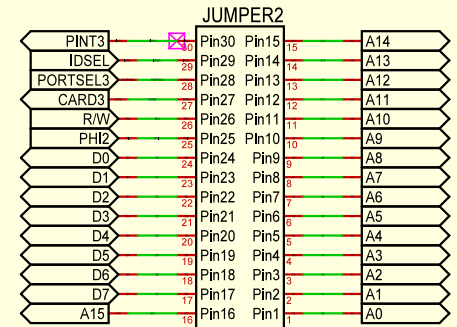 JUMPER2
PINT3 30 Pin30 Pin15 15 A14
IDSEL 29 Pin29 Pin14 14 A13
PORTSEL3 28 Pin28 Pin13 13 A12
CARD3 27 Pin27 Pin12 12 A11
R/W 26 Pin26 Pin11 11 A10
PHI2 25 Pin25 Pin10 10 A9
D0 24 Pin24 Pin9 9 A8
D1 23 Pin23 Pin8 8 A7
D2 22 Pin22 Pin7 7 A6
D3 21 Pin21 Pin6 6 A5
D4 20 Pin20 Pin5 5 A4
D5 19 Pin19 Pin4 4 A3
D6 18 Pin18 Pin3 3 A2
D7 17 Pin17 Pin2 2 A1
A15 16 Pin16 Pin1 1 A0